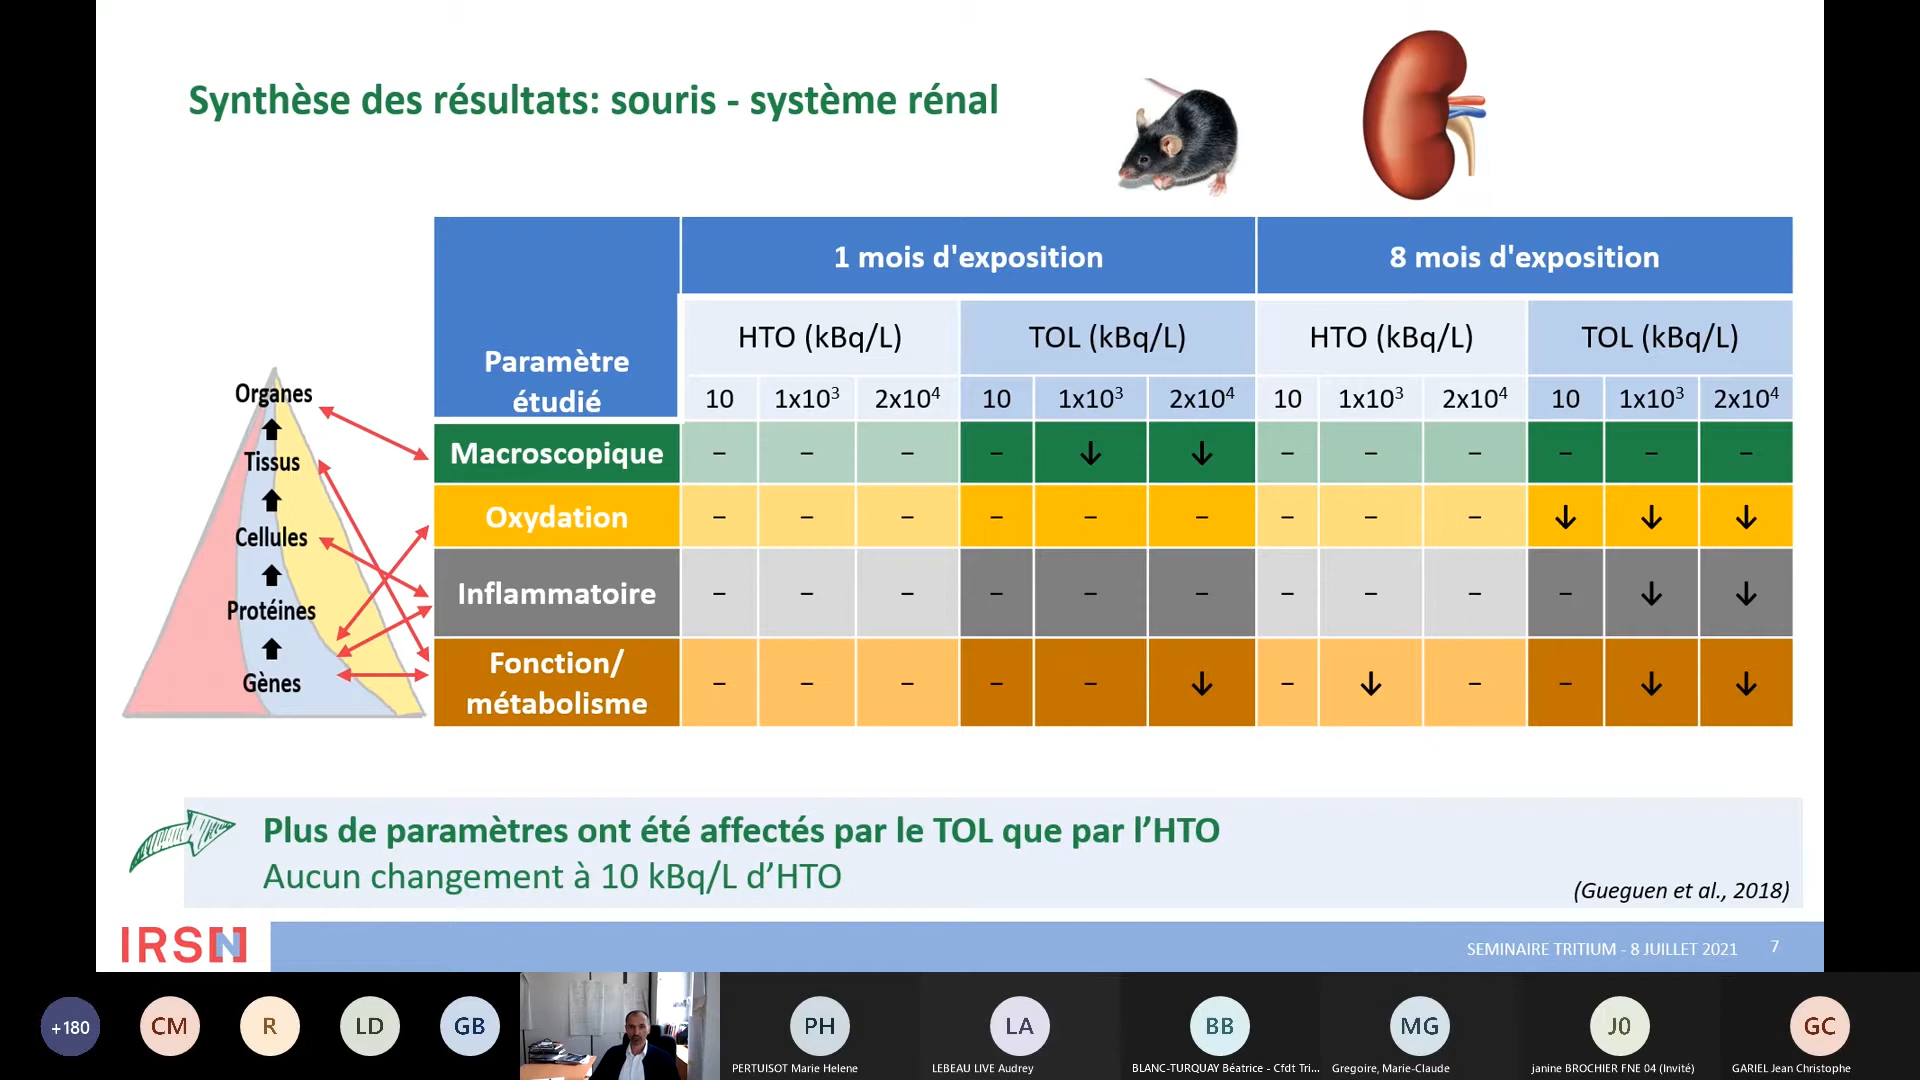 Synthèse des résultats: souris - système rénal
Paramètre
étudié
1 mois d'exposition
8 mois d'exposition
HTO (kBq/L)
TOL (kBq/L)
HTO (kBq/L)
TOL (kBq/L)
10 1x10³ 2x10⁴ 10 1x10³ 2x10⁴ 10 1x10³ 2x10⁴ 10 1x10³ 2x10⁴
Macroscopique – – – – ↓ ↓ – – – – – –
Oxydation – – – – – – – – – ↓ ↓ ↓
Inflammatoire – – – – – – – – – – ↓ ↓
Fonction/
métabolisme – – – – – ↓ – ↓ – – ↓ ↓
Organes
Tissus
Cellules
Protéines
Gènes
Plus de paramètres ont été affectés par le TOL que par l'HTO
Aucun changement à 10 kBq/L d'HTO
(Gueguen et al., 2018)
IRSN
SEMINAIRE TRITIUM - 8 JUILLET 2021 7
+180 CM R LD GB PH LA BB MG J0 GC
PERTUISOT Marie Helene
LEBEAU LIVE Audrey
BLANC-TURQUAY Béatrice - Cfdt Tri...
Gregoire, Marie-Claude
janine BROCHIER FNE 04 (Invité)
GARIEL Jean Christophe